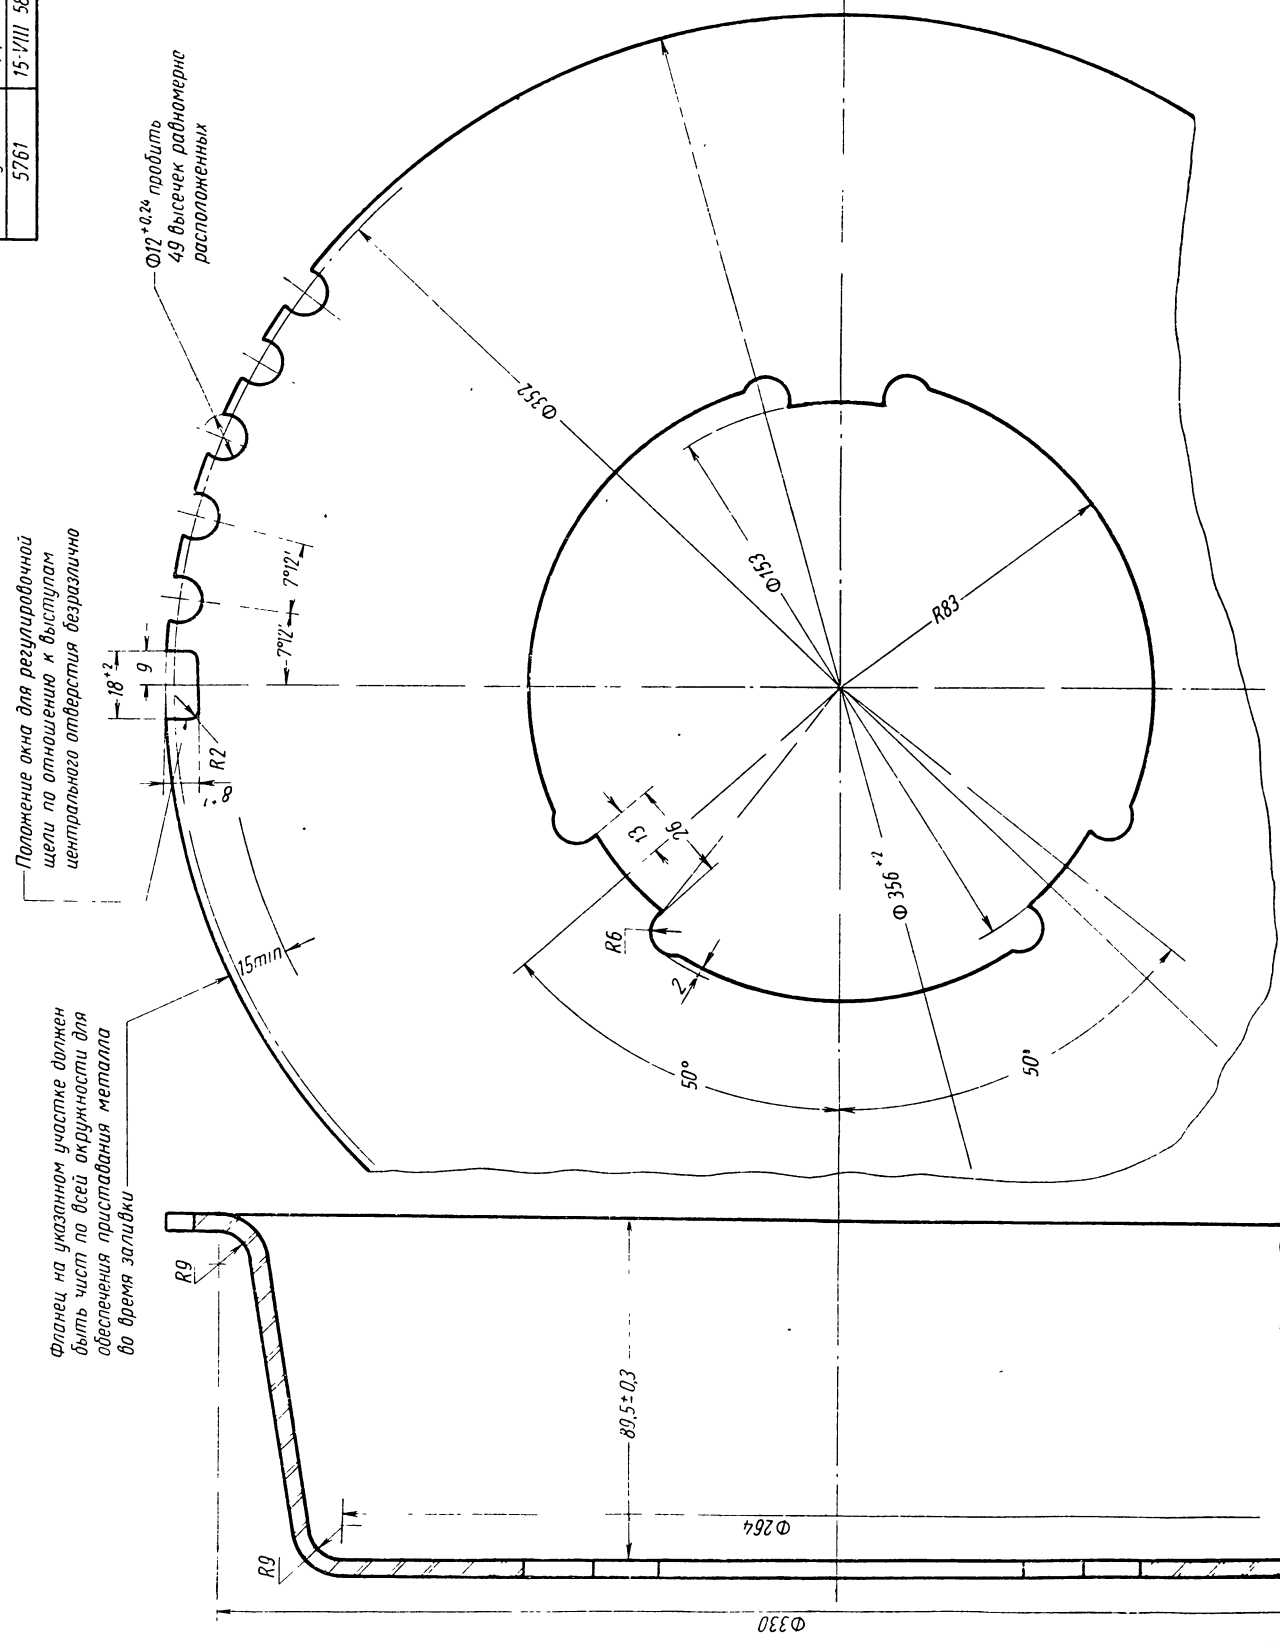 5761
15-VIII 58
Ф12⁺⁰,²⁴ пробить
49 высечек равномерно
расположенных
Положение окна для регулировочной
щели по отношению к выступам
центрального отверстия безразлично
18⁺²
9
7°12'
7°12'
R2
8⁺¹
15min
Фланец на указанном участке должен
быть чист по всей окружности для
обеспечения приставания металла
во время заливки
Ф352
Ф153
R83
13
26
R6
2
Ф 356⁺²
50°
50°
R9
R9
89,5±0,3
Ф264
Ф330